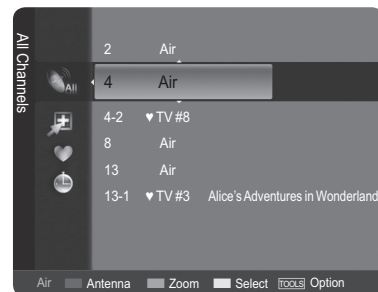 All Channels
2 Air
All
4 Air
4-2 ♥ TV #8
8 Air
13 Air
13-1 ♥ TV #3 Alice's Adventures in Wonderland
Air Antenna Zoom Select TOOLS Option